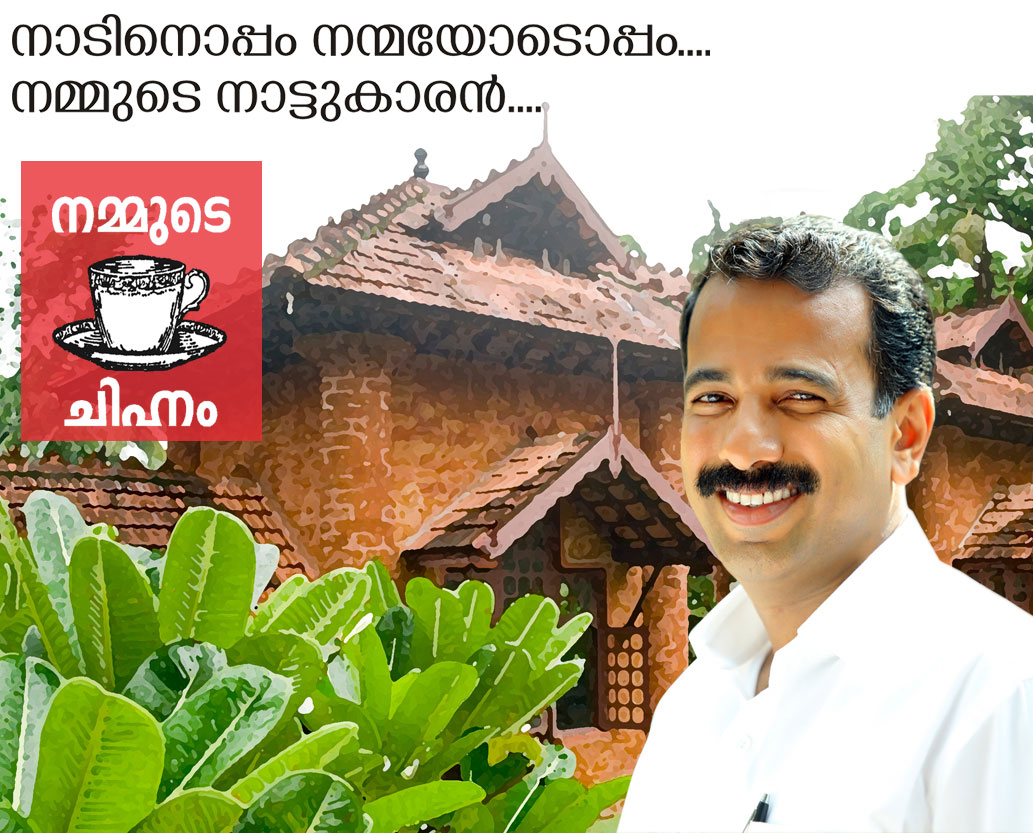 നാടിനൊപ്പം നന്മയോടൊപ്പം....
നമ്മുടെ നാട്ടുകാരൻ....
നമ്മുടെ
ചിഹ്നം